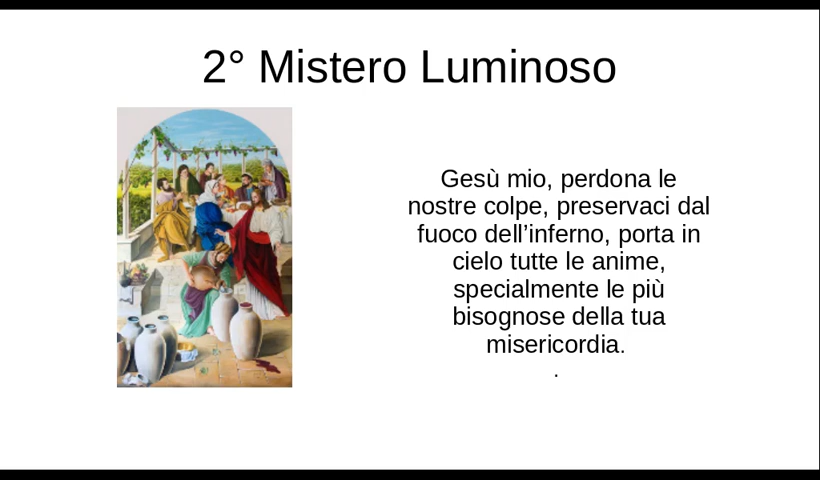 2° Mistero Luminoso
Gesù mio, perdona le
nostre colpe, preservaci dal
fuoco dell’inferno, porta in
cielo tutte le anime,
specialmente le più
bisognose della tua
misericordia.
.